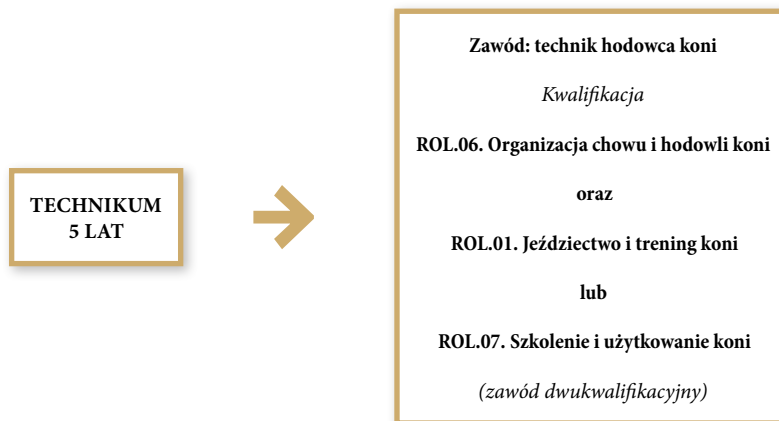 TECHNIKUM
5 LAT
Zawód: technik hodowca koni
Kwalifikacja
ROL.06. Organizacja chowu i hodowli koni
oraz
ROL.01. Jeździectwo i trening koni
lub
ROL.07. Szkolenie i użytkowanie koni
(zawód dwukwalifikacyjny)